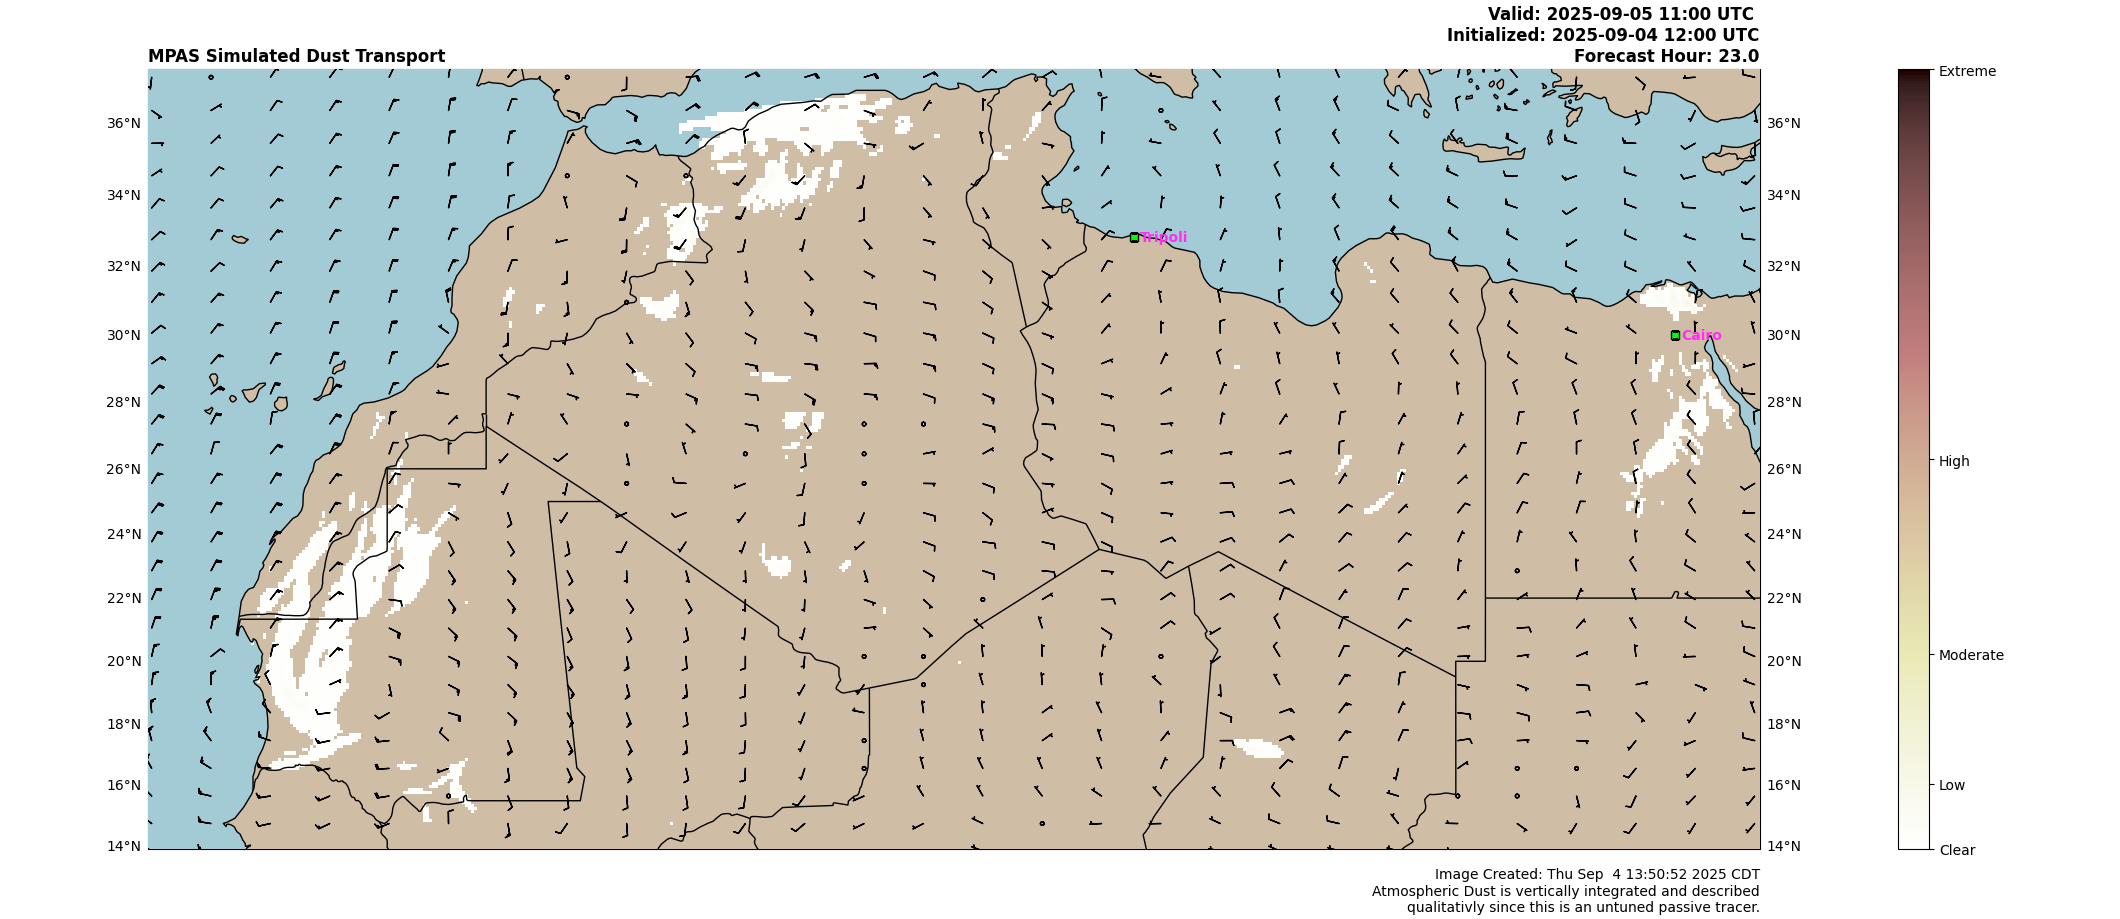 Valid: 2025-09-05 11:00 UTC
Initialized: 2025-09-04 12:00 UTC
MPAS Simulated Dust Transport
Forecast Hour: 23.0
Extreme
36°N
36°N
34°N
34°N
Tripoli
32°N
32°N
30°N
Cairo
30°N
28°N
28°N
26°N
26°N
High
24°N
24°N
22°N
22°N
20°N
20°N
Moderate
18°N
18°N
16°N
16°N
Low
14°N
14°N
Clear
Image Created: Thu Sep  4 13:50:52 2025 CDT
Atmospheric Dust is vertically integrated and described
qualitativly since this is an untuned passive tracer.